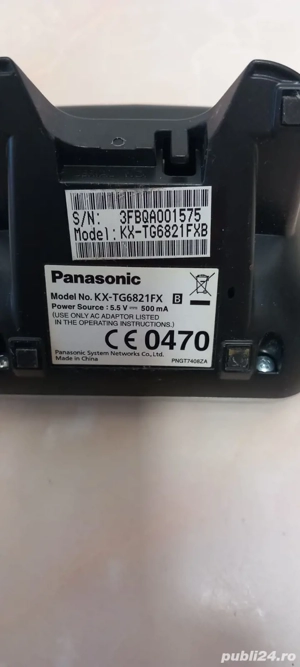 S/N: 3FBQA001575
Model: KX-TG6821FXB
Panasonic
Model No. KX-TG6821FX B
Power Source : 5.5 V ⎓ 500 mA
(USE ONLY AC ADAPTOR LISTED
IN THE OPERATING INSTRUCTIONS.)
CE 0470
Panasonic System Networks Co., Ltd.
Made in China
PNGT7408ZA
publi24.ro